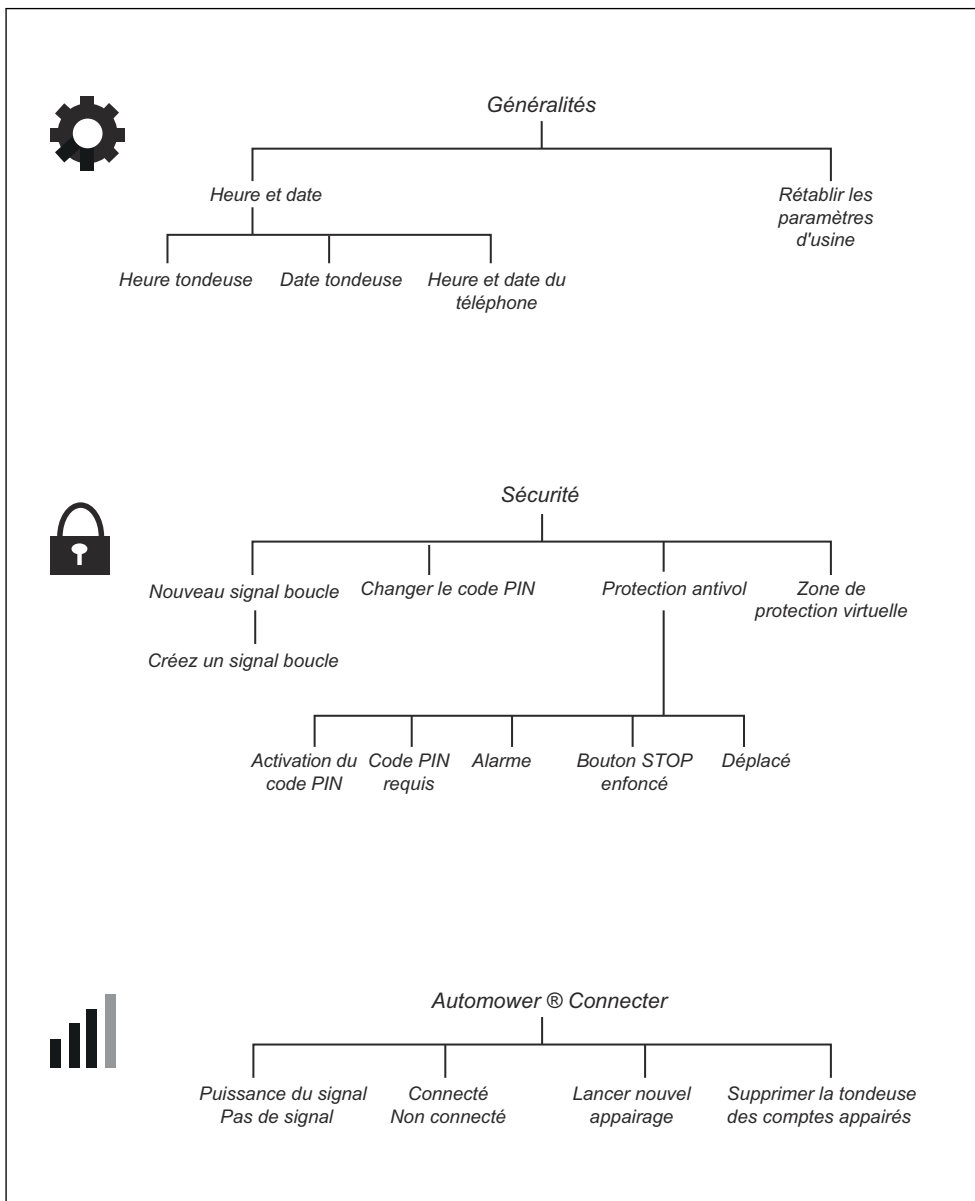 Généralités
Heure et date
Rétablir les
paramètres
d'usine
Heure tondeuse
Date tondeuse
Heure et date du
téléphone
Sécurité
Nouveau signal boucle
Changer le code PIN
Protection antivol
Zone de
protection virtuelle
Créez un signal boucle
Activation du
code PIN
Code PIN
requis
Alarme
Bouton STOP
enfoncé
Déplacé
Automower ® Connecter
Puissance du signal
Pas de signal
Connecté
Non connecté
Lancer nouvel
appairage
Supprimer la tondeuse
des comptes appairés